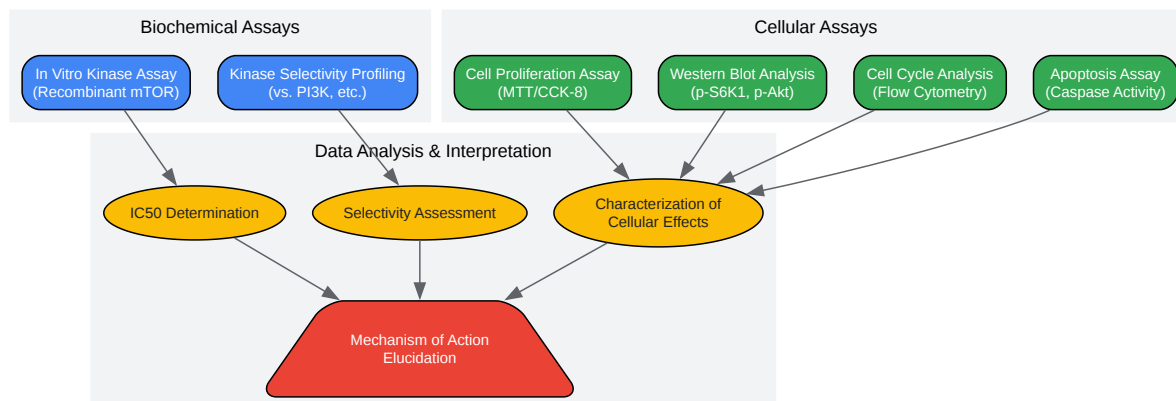 Biochemical Assays
Cellular Assays
In Vitro Kinase Assay
(Recombinant mTOR)
Kinase Selectivity Profiling
(vs. PI3K, etc.)
Cell Proliferation Assay
(MTT/CCK-8)
Western Blot Analysis
(p-S6K1, p-Akt)
Cell Cycle Analysis
(Flow Cytometry)
Apoptosis Assay
(Caspase Activity)
Data Analysis & Interpretation
IC50 Determination
Selectivity Assessment
Characterization of
Cellular Effects
Mechanism of Action
Elucidation